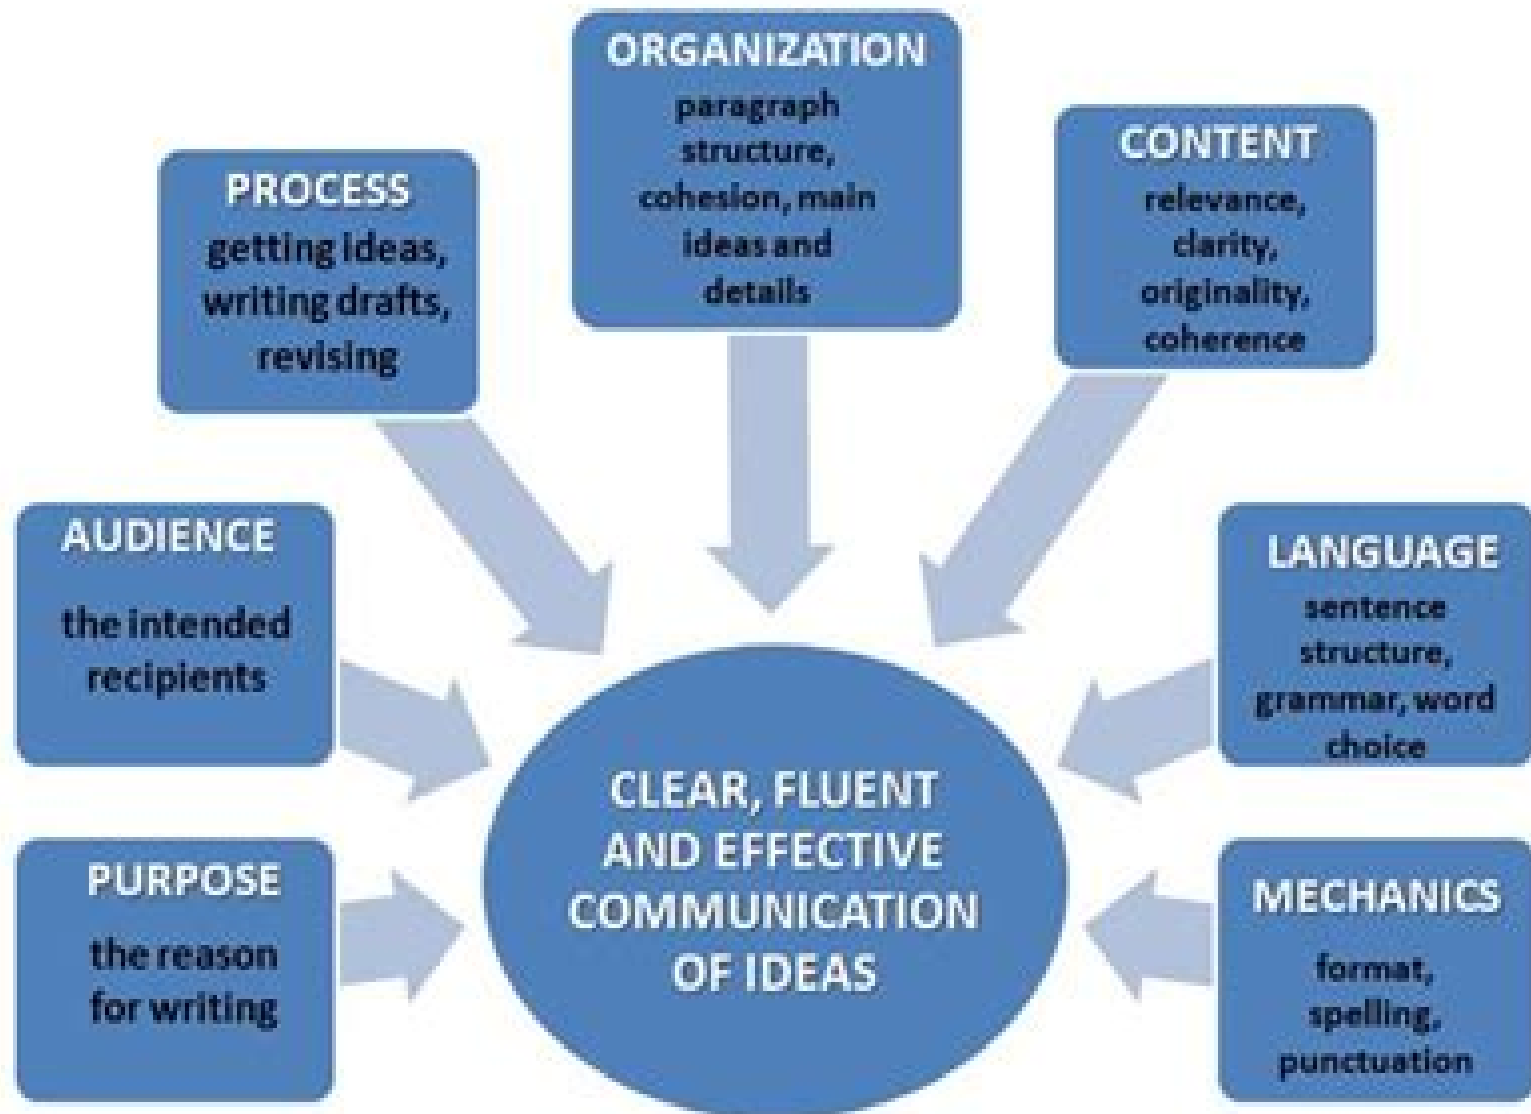 PURPOSE
the reason
for writing
AUDIENCE
the intended
recipients
PROCESS
getting ideas,
writing drafts,
revising
ORGANIZATION
paragraph
structure,
cohesion, main
ideas and
details
CONTENT
relevance,
clarity,
originality,
coherence
LANGUAGE
sentence
structure,
grammar, word
choice
MECHANICS
format,
spelling,
punctuation
CLEAR, FLUENT
AND EFFECTIVE
COMMUNICATION
OF IDEAS